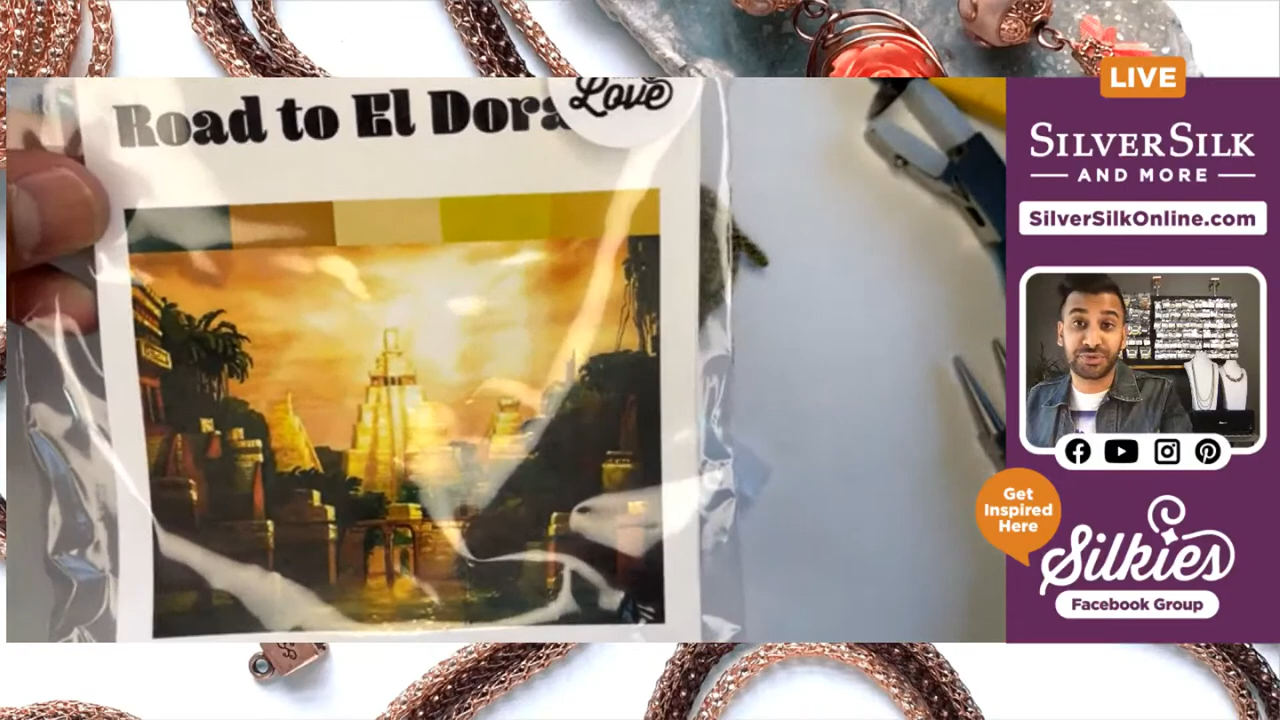 Road to El Dora
Love
LIVE
SILVERSILK
AND MORE
SilverSilkOnline.com
Get
Inspired
Here
Silkies
Facebook Group